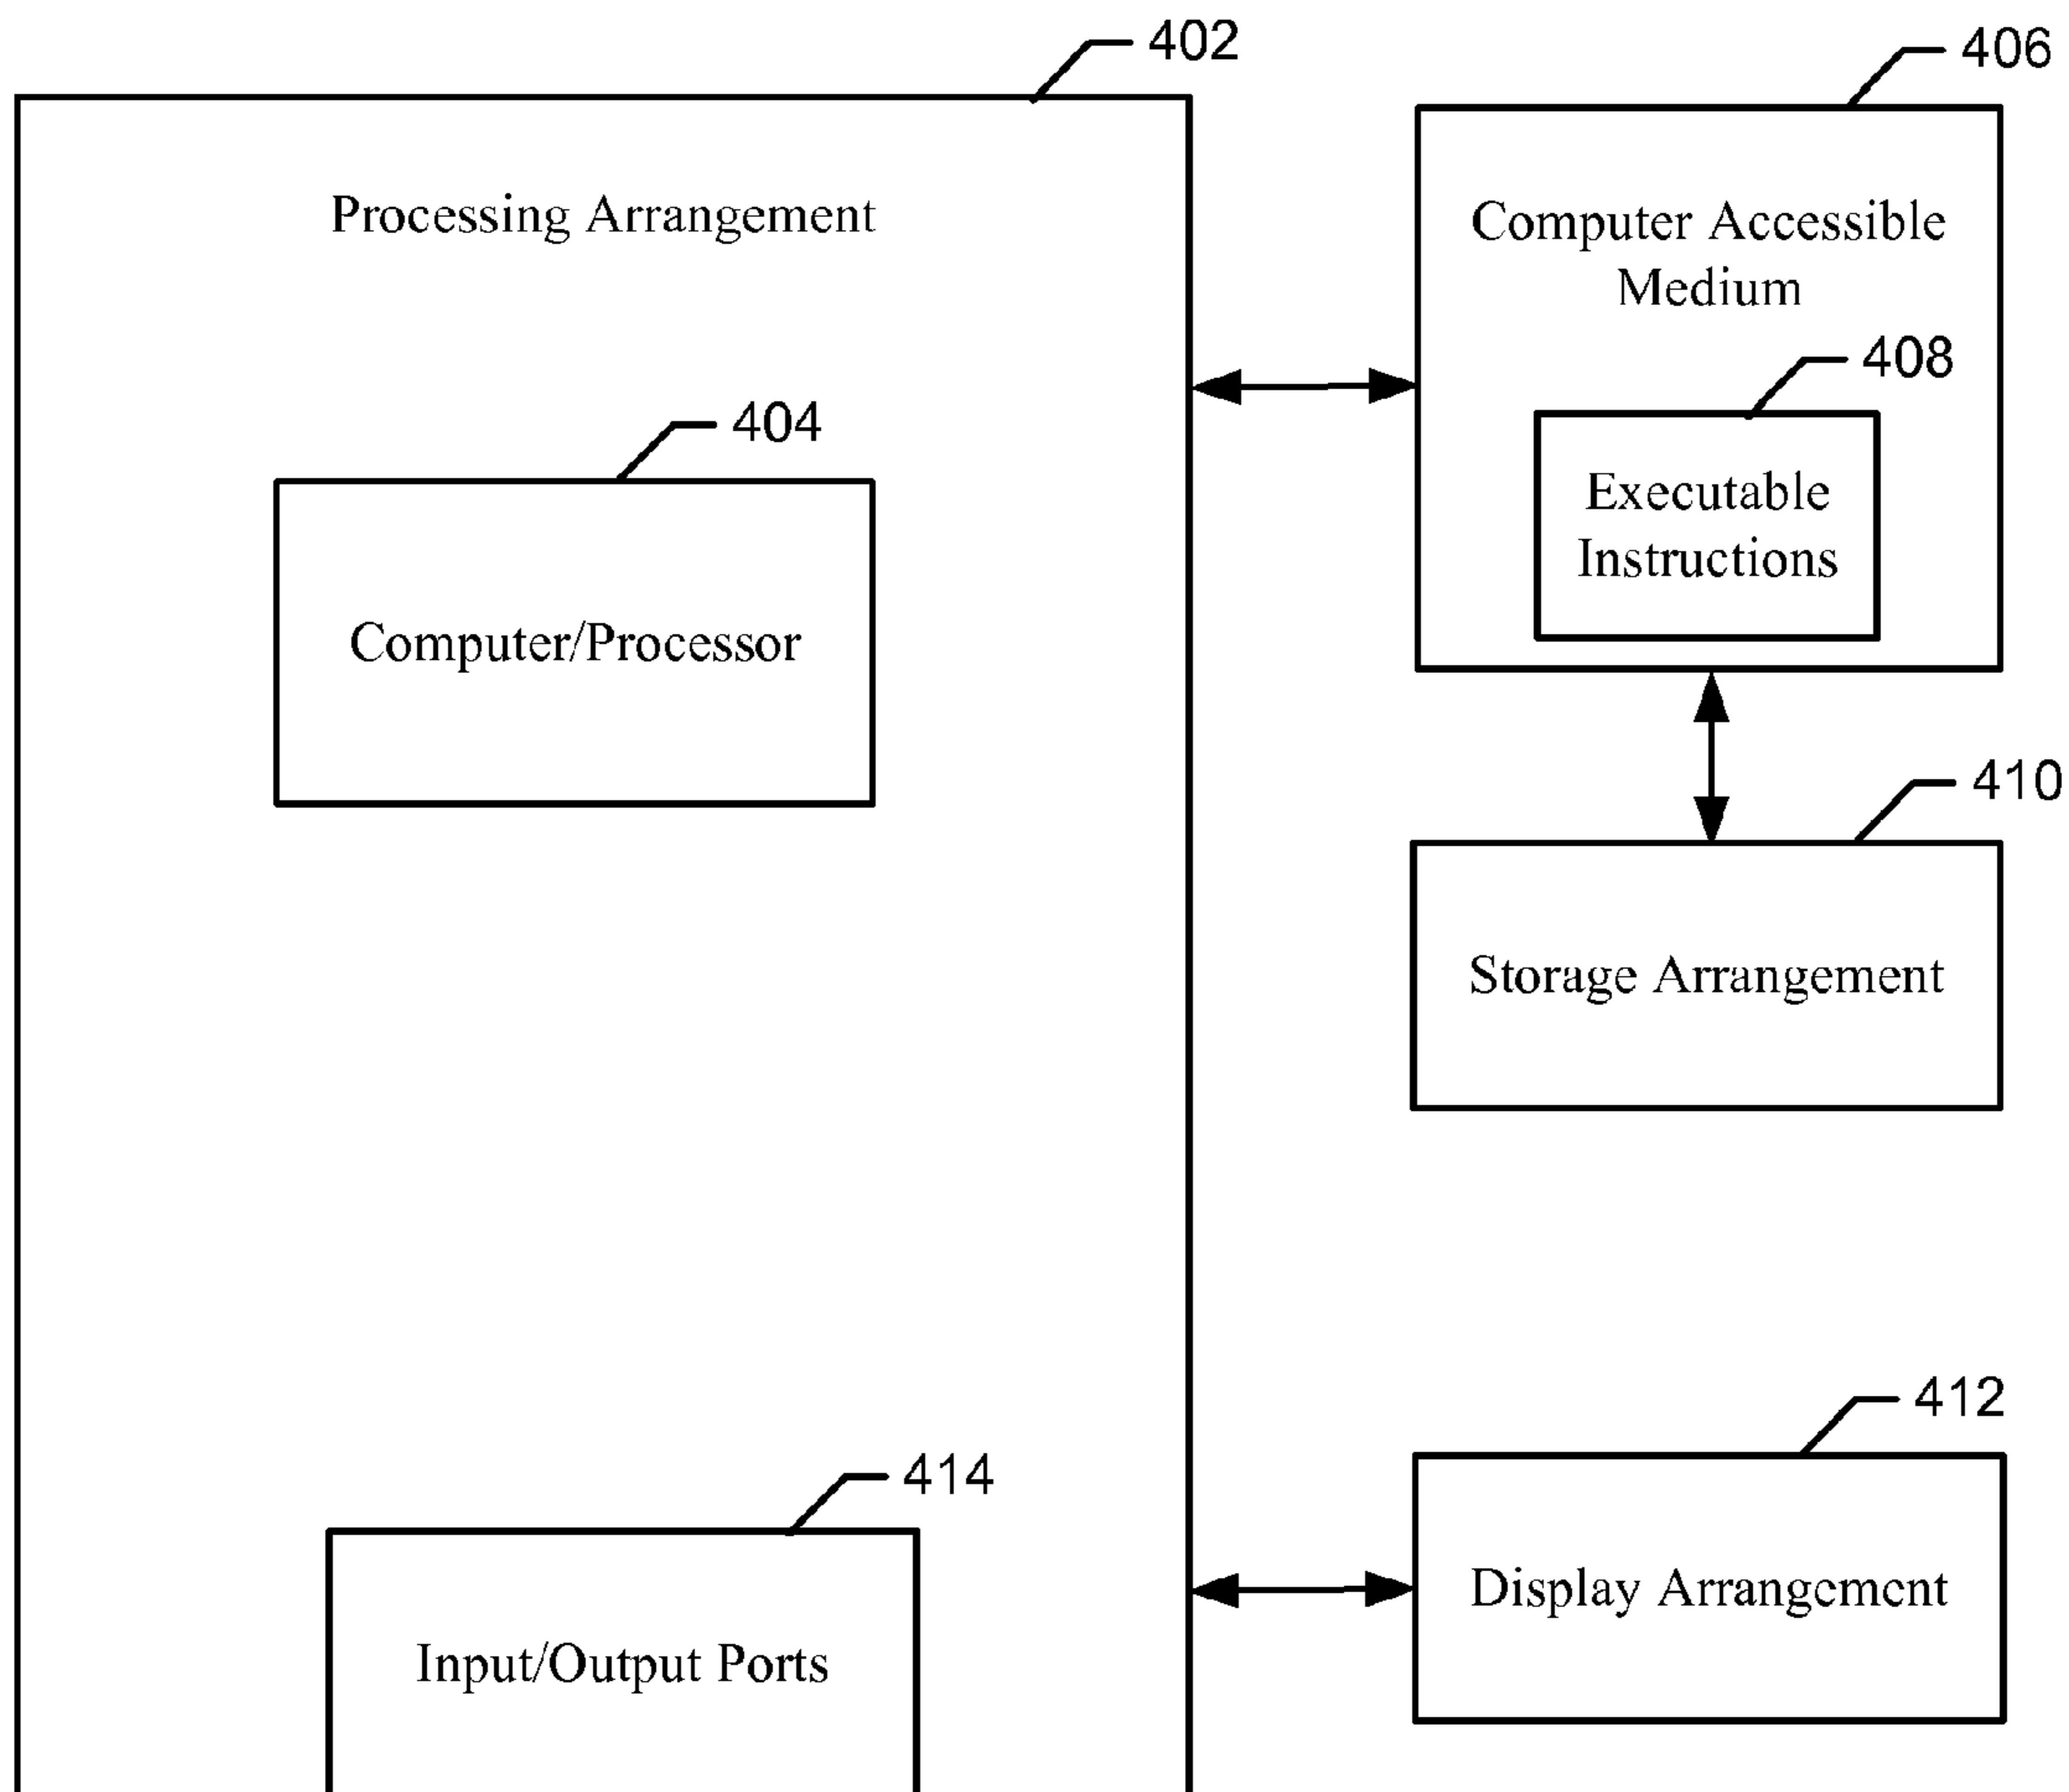 402
Processing Arrangement
404
Computer/Processor
414
Input/Output Ports
406
Computer Accessible
Medium
408
Executable
Instructions
410
Storage Arrangement
412
Display Arrangement